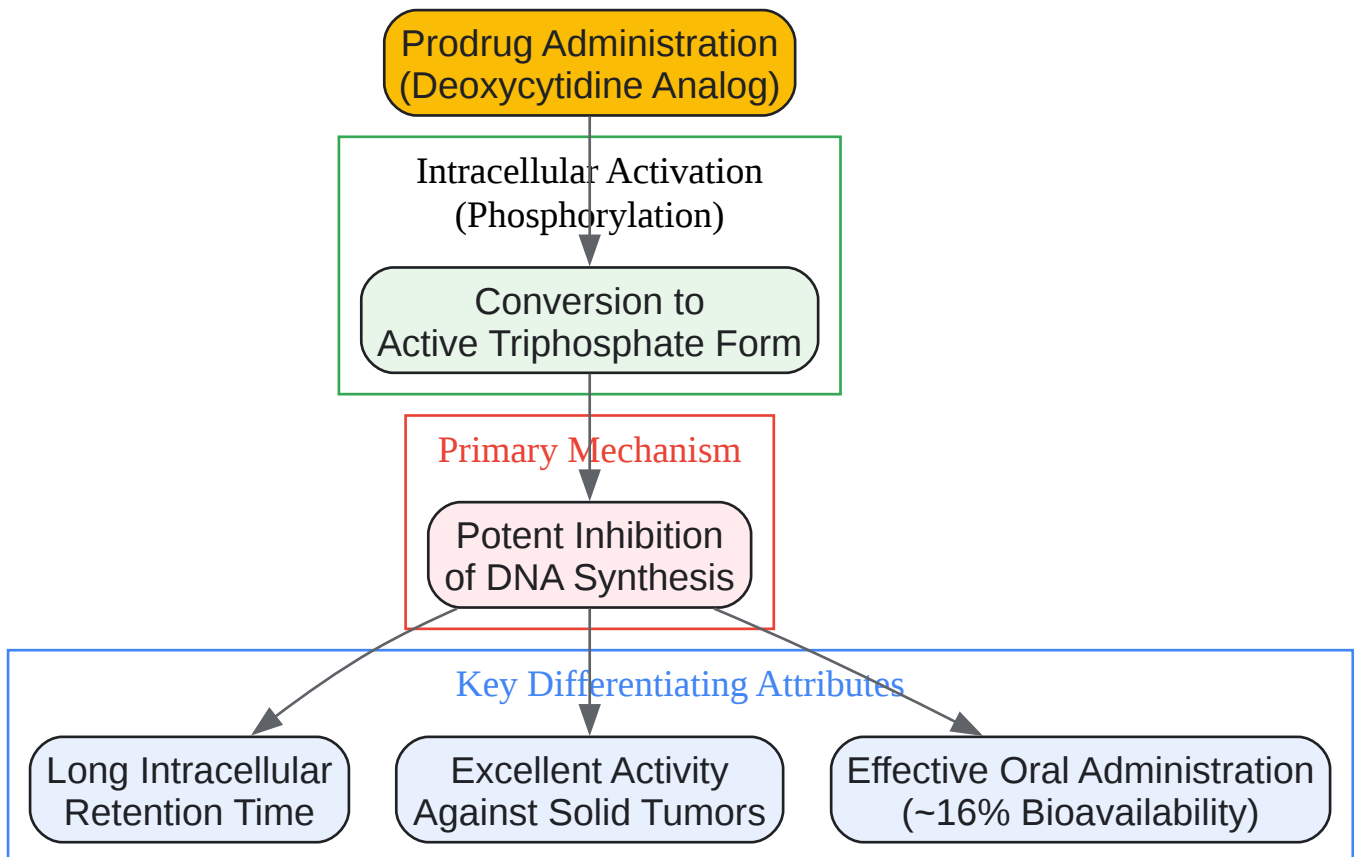 Prodrug Administration
(Deoxycytidine Analog)
Intracellular Activation
(Phosphorylation)
Conversion to
Active Triphosphate Form
Primary Mechanism
Potent Inhibition
of DNA Synthesis
Key Differentiating Attributes
Long Intracellular
Retention Time
Excellent Activity
Against Solid Tumors
Effective Oral Administration
(~16% Bioavailability)